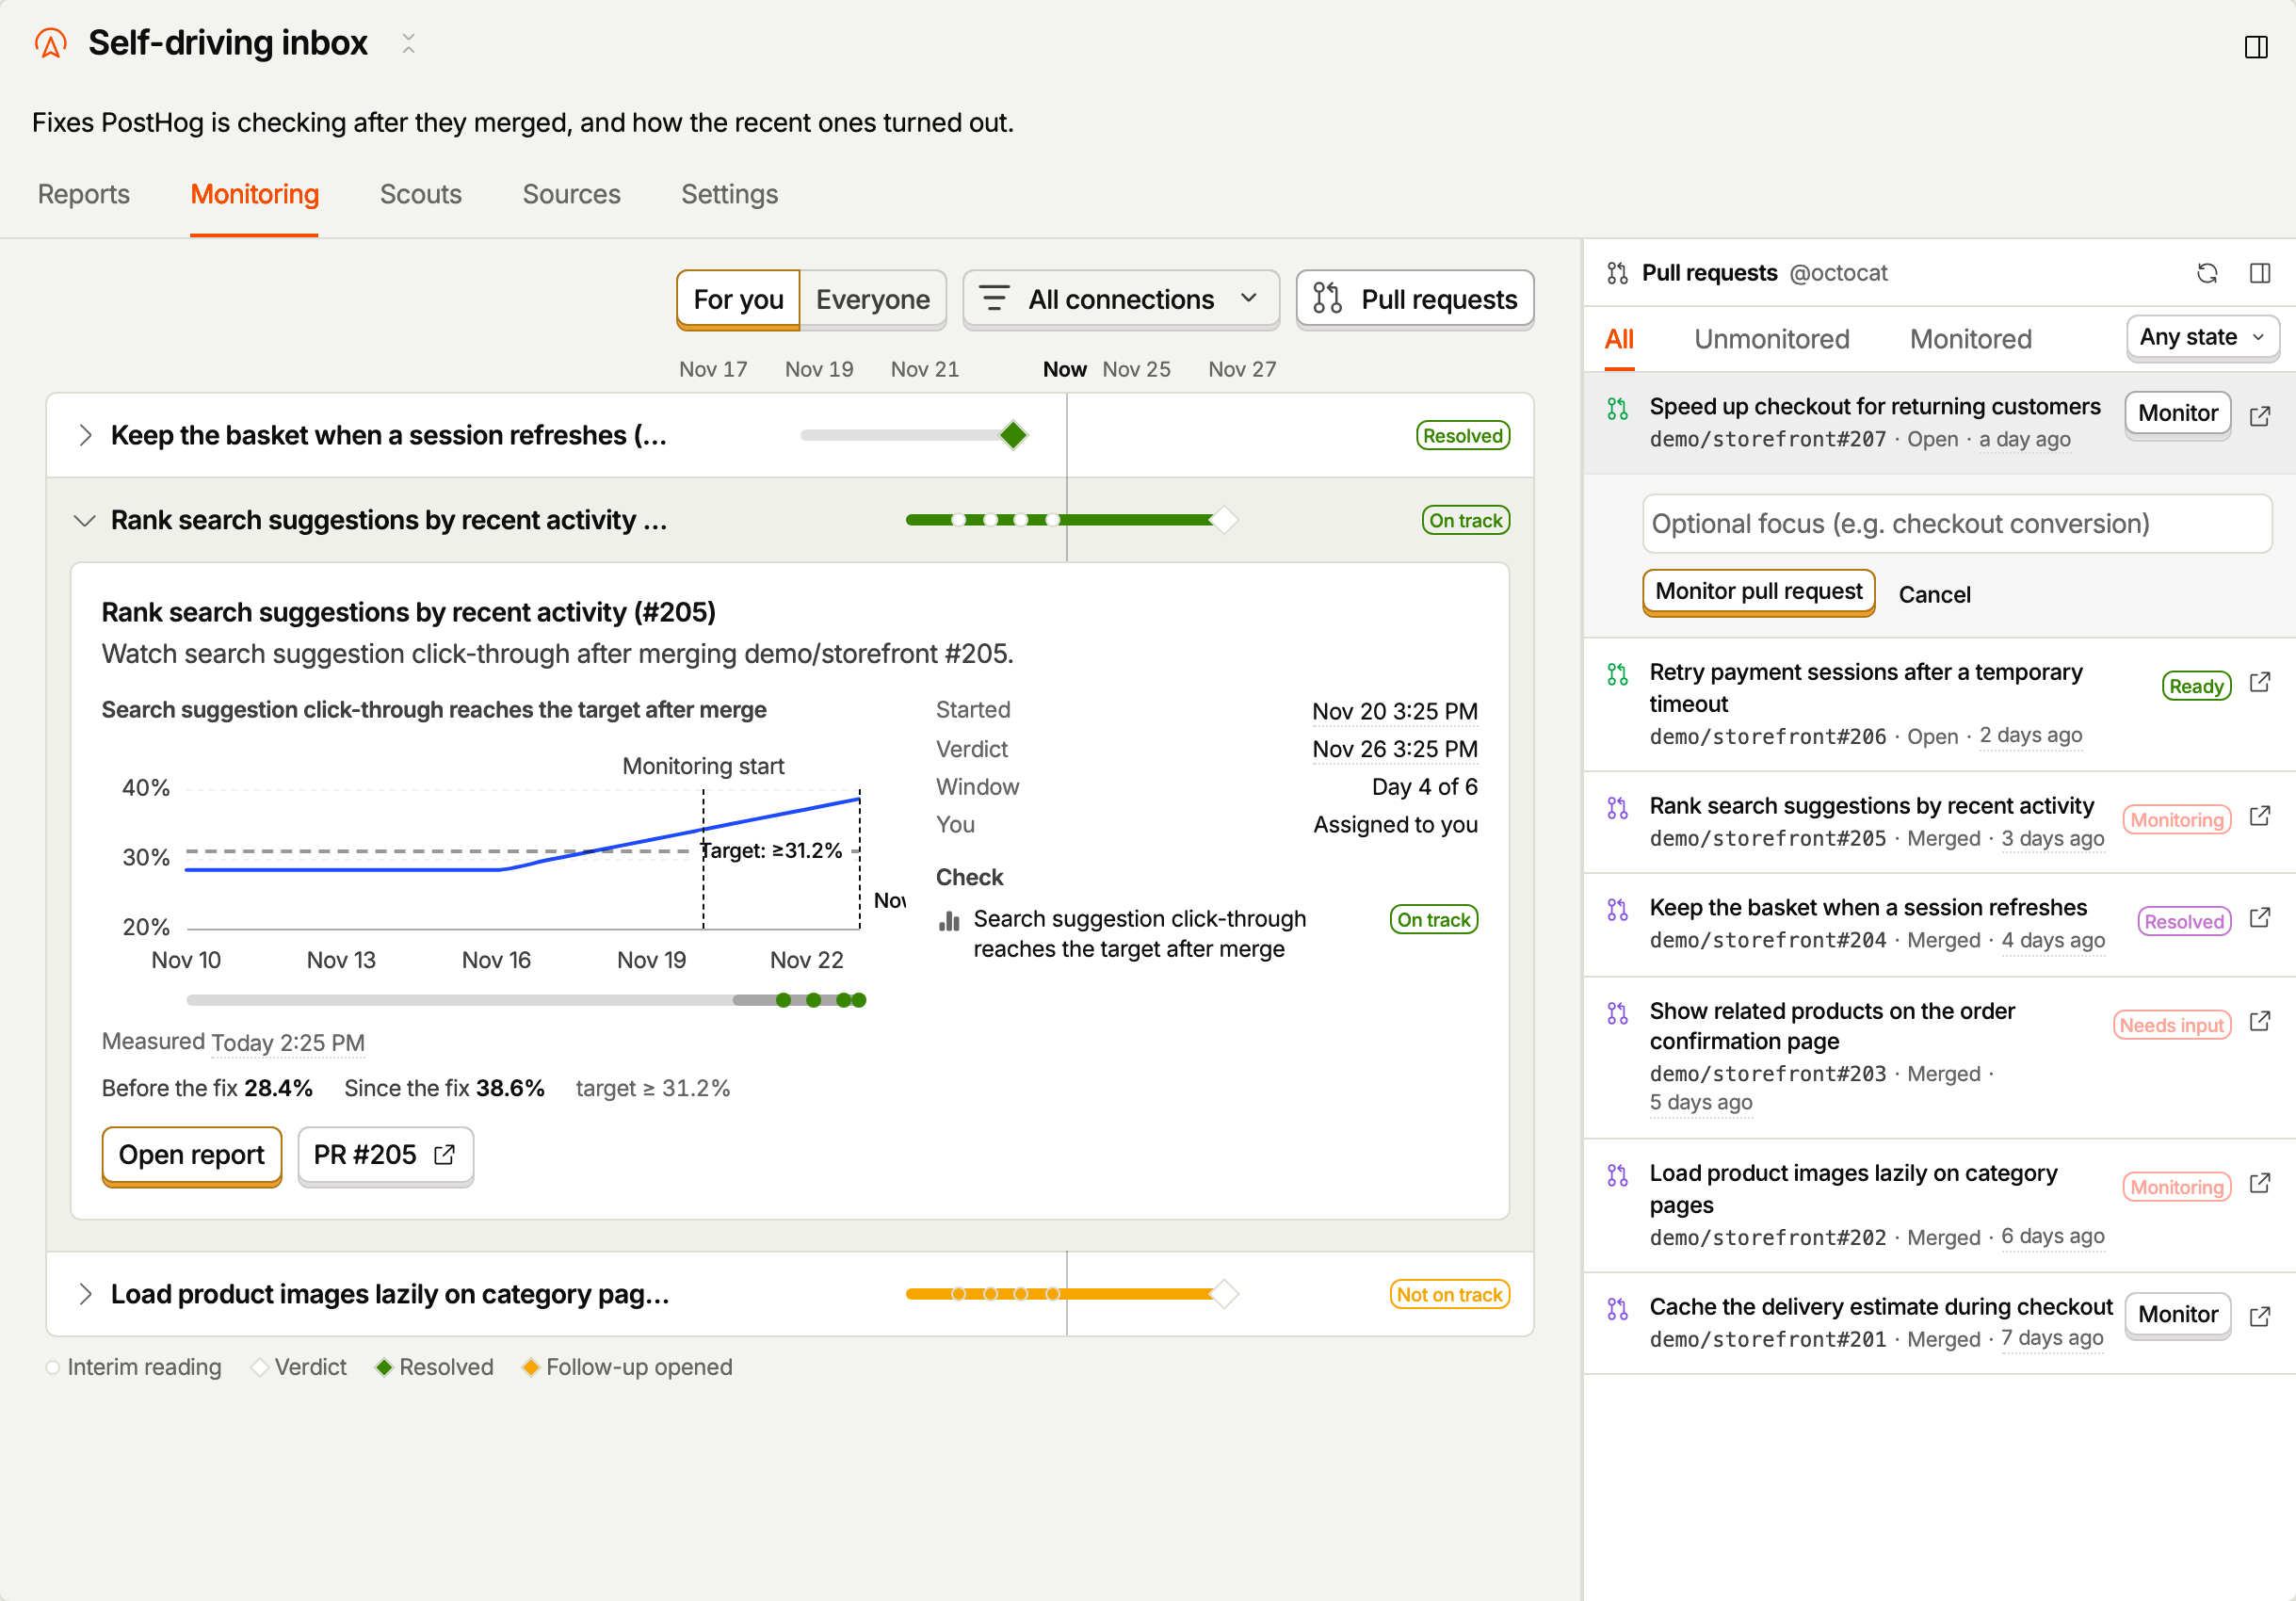 Self-driving inbox
Fixes PostHog is checking after they merged, and how the recent ones turned out.
Reports
Monitoring
Scouts
Sources
Settings
For you
Everyone
All connections
Pull requests
Nov 17
Nov 19
Nov 21
Now
Nov 25
Nov 27
Keep the basket when a session refreshes (...
Resolved
Rank search suggestions by recent activity ...
On track
Rank search suggestions by recent activity (#205)
Watch search suggestion click-through after merging demo/storefront #205.
Search suggestion click-through reaches the target after merge
Monitoring start
40%
30%
20%
Target: ≥31.2%
Nov 10
Nov 13
Nov 16
Nov 19
Nov 22
Measured Today 2:25 PM
Before the fix 28.4%
Since the fix 38.6%
target ≥ 31.2%
Open report
PR #205
Started
Nov 20 3:25 PM
Verdict
Nov 26 3:25 PM
Window
Day 4 of 6
You
Assigned to you
Check
Search suggestion click-through
reaches the target after merge
On track
Load product images lazily on category pag...
Not on track
Interim reading
Verdict
Resolved
Follow-up opened
Pull requests @octocat
All
Unmonitored
Monitored
Any state
Speed up checkout for returning customers
demo/storefront#207 · Open · a day ago
Monitor
Optional focus (e.g. checkout conversion)
Monitor pull request
Cancel
Retry payment sessions after a temporary
timeout
demo/storefront#206 · Open · 2 days ago
Ready
Rank search suggestions by recent activity
demo/storefront#205 · Merged · 3 days ago
Monitoring
Keep the basket when a session refreshes
demo/storefront#204 · Merged · 4 days ago
Resolved
Show related products on the order
confirmation page
demo/storefront#203 · Merged ·
5 days ago
Needs input
Load product images lazily on category
pages
demo/storefront#202 · Merged · 6 days ago
Monitoring
Cache the delivery estimate during checkout
demo/storefront#201 · Merged · 7 days ago
Monitor